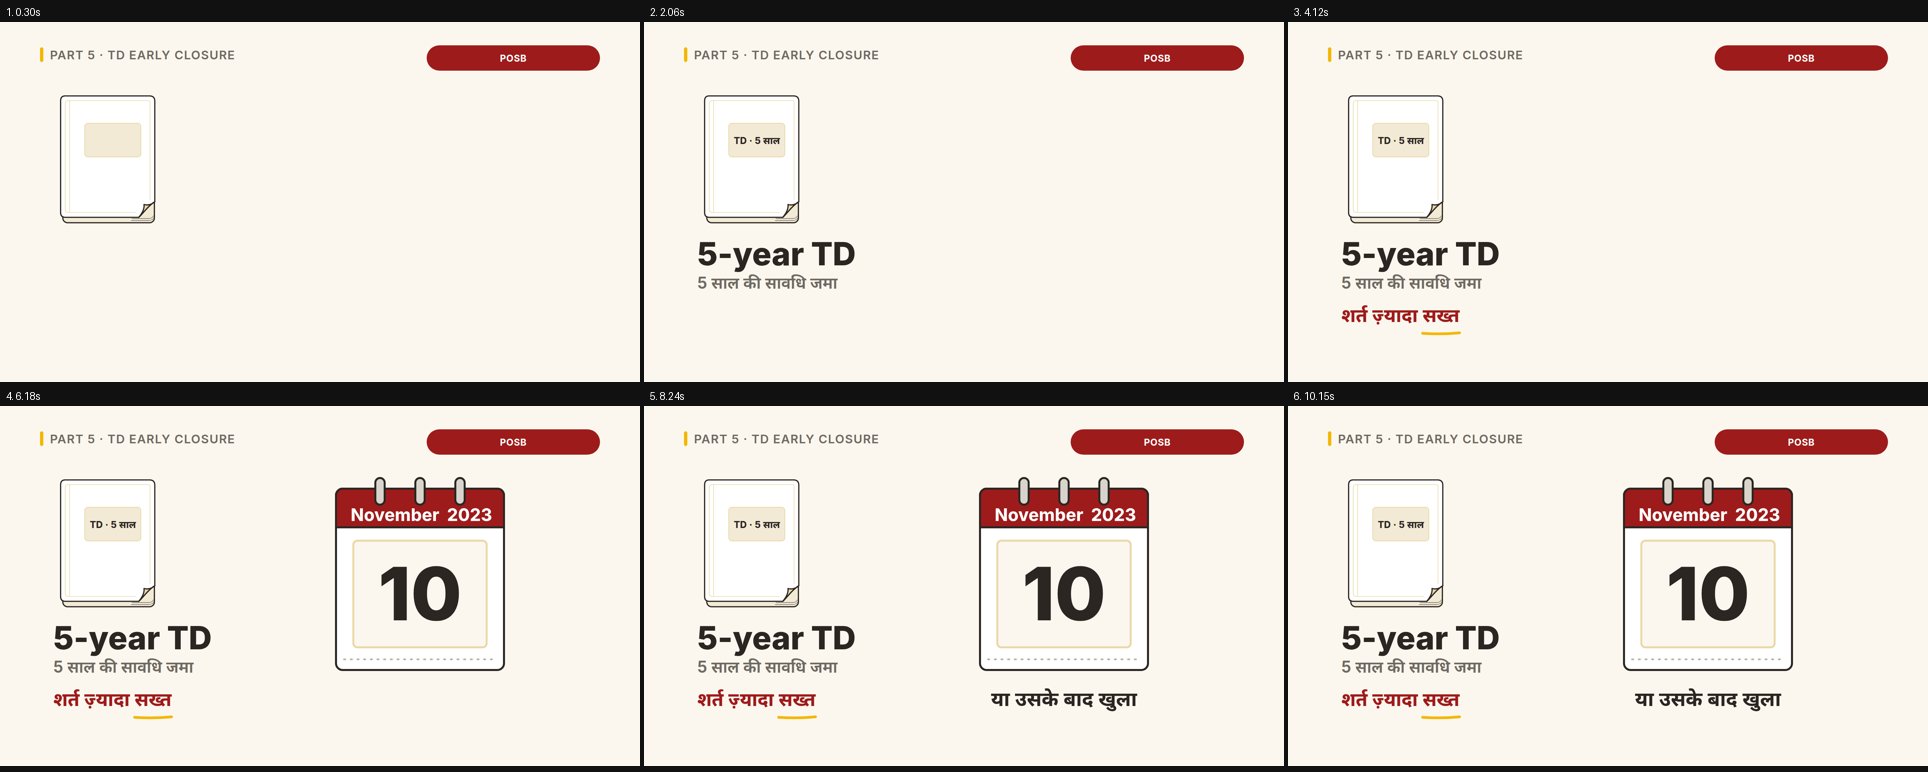 1. 0.30s
PART 5 · TD EARLY CLOSURE
POSB
2. 2.06s
PART 5 · TD EARLY CLOSURE
POSB
TD · 5 साल
5-year TD
5 साल की सावधि जमा
3. 4.12s
PART 5 · TD EARLY CLOSURE
POSB
TD · 5 साल
5-year TD
5 साल की सावधि जमा
शर्त ज़्यादा सख्त
4. 6.18s
PART 5 · TD EARLY CLOSURE
POSB
TD · 5 साल
5-year TD
5 साल की सावधि जमा
शर्त ज़्यादा सख्त
November 2023
10
5. 8.24s
PART 5 · TD EARLY CLOSURE
POSB
TD · 5 साल
5-year TD
5 साल की सावधि जमा
शर्त ज़्यादा सख्त
November 2023
10
या उसके बाद खुला
6. 10.15s
PART 5 · TD EARLY CLOSURE
POSB
TD · 5 साल
5-year TD
5 साल की सावधि जमा
शर्त ज़्यादा सख्त
November 2023
10
या उसके बाद खुला